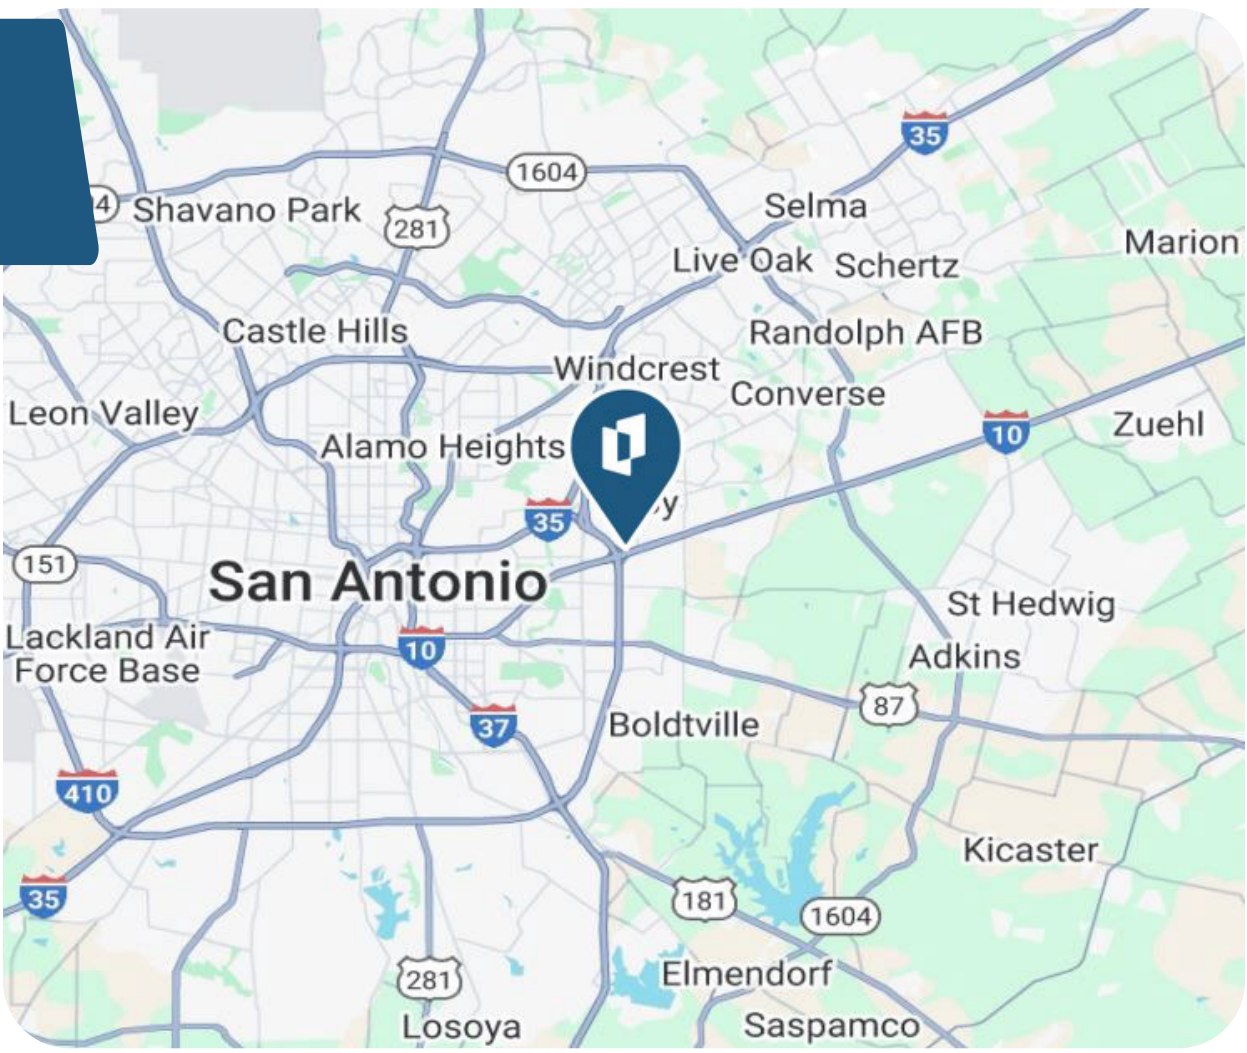 35
1604
Selma
4
Shavano Park
281
Marion
Live Oak
Schertz
Castle Hills
Randolph AFB
Windcrest
Converse
Leon Valley
Zuehl
10
Alamo Heights
y
35
151
San Antonio
St Hedwig
Lackland Air
Force Base
10
Adkins
87
37
Boldtville
410
Kicaster
35
181
1604
281
Elmendorf
Losoya
Saspamco